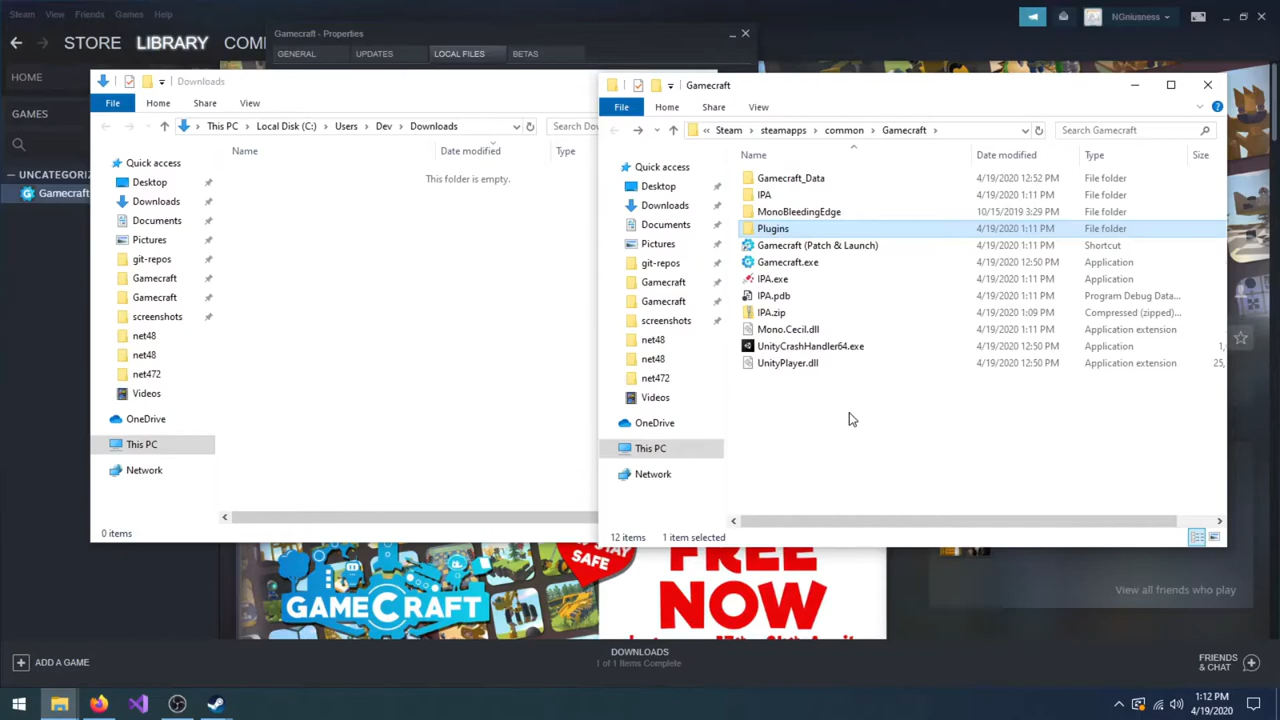 Steam View Friends Games Help
NGniusness
STORE LIBRARY COM
Gamecraft - Properties
GENERAL UPDATES LOCAL FILES BETAS
HOME
GAMES
UNCATEGORIZ
Gamecraft
Downloads
File Home Share View
This PC > Local Disk (C:) > Users > Dev > Downloads
Search Do
Name Date modified Type
This folder is empty.
Quick access
Desktop
Downloads
Documents
Pictures
git-repos
Gamecraft
Gamecraft
screenshots
net48
net48
net472
Videos
OneDrive
This PC
Network
0 items
Gamecraft
File Home Share View
« Steam > steamapps > common > Gamecraft >
Search Gamecraft
Name Date modified Type Size
Quick access
Desktop
Downloads
Documents
Pictures
git-repos
Gamecraft
Gamecraft
screenshots
net48
net48
net472
Videos
OneDrive
This PC
Network
Gamecraft_Data 4/19/2020 12:52 PM File folder
IPA 4/19/2020 1:11 PM File folder
MonoBleedingEdge 10/15/2019 3:29 PM File folder
Plugins 4/19/2020 1:11 PM File folder
Gamecraft (Patch & Launch) 4/19/2020 1:11 PM Shortcut
Gamecraft.exe 4/19/2020 12:50 PM Application
IPA.exe 4/19/2020 1:11 PM Application
IPA.pdb 4/19/2020 1:11 PM Program Debug Data...
IPA.zip 4/19/2020 1:09 PM Compressed (zipped)...
Mono.Cecil.dll 4/19/2020 1:11 PM Application extension
UnityCrashHandler64.exe 4/19/2020 12:50 PM Application 1,
UnityPlayer.dll 4/19/2020 12:50 PM Application extension 25,
12 items 1 item selected
STAY
SAFE
GAMECRAFT
FREE
NOW
View all friends who play
ADD A GAME
DOWNLOADS
1 of 1 Items Complete
FRIENDS
& CHAT
1:12 PM
4/19/2020